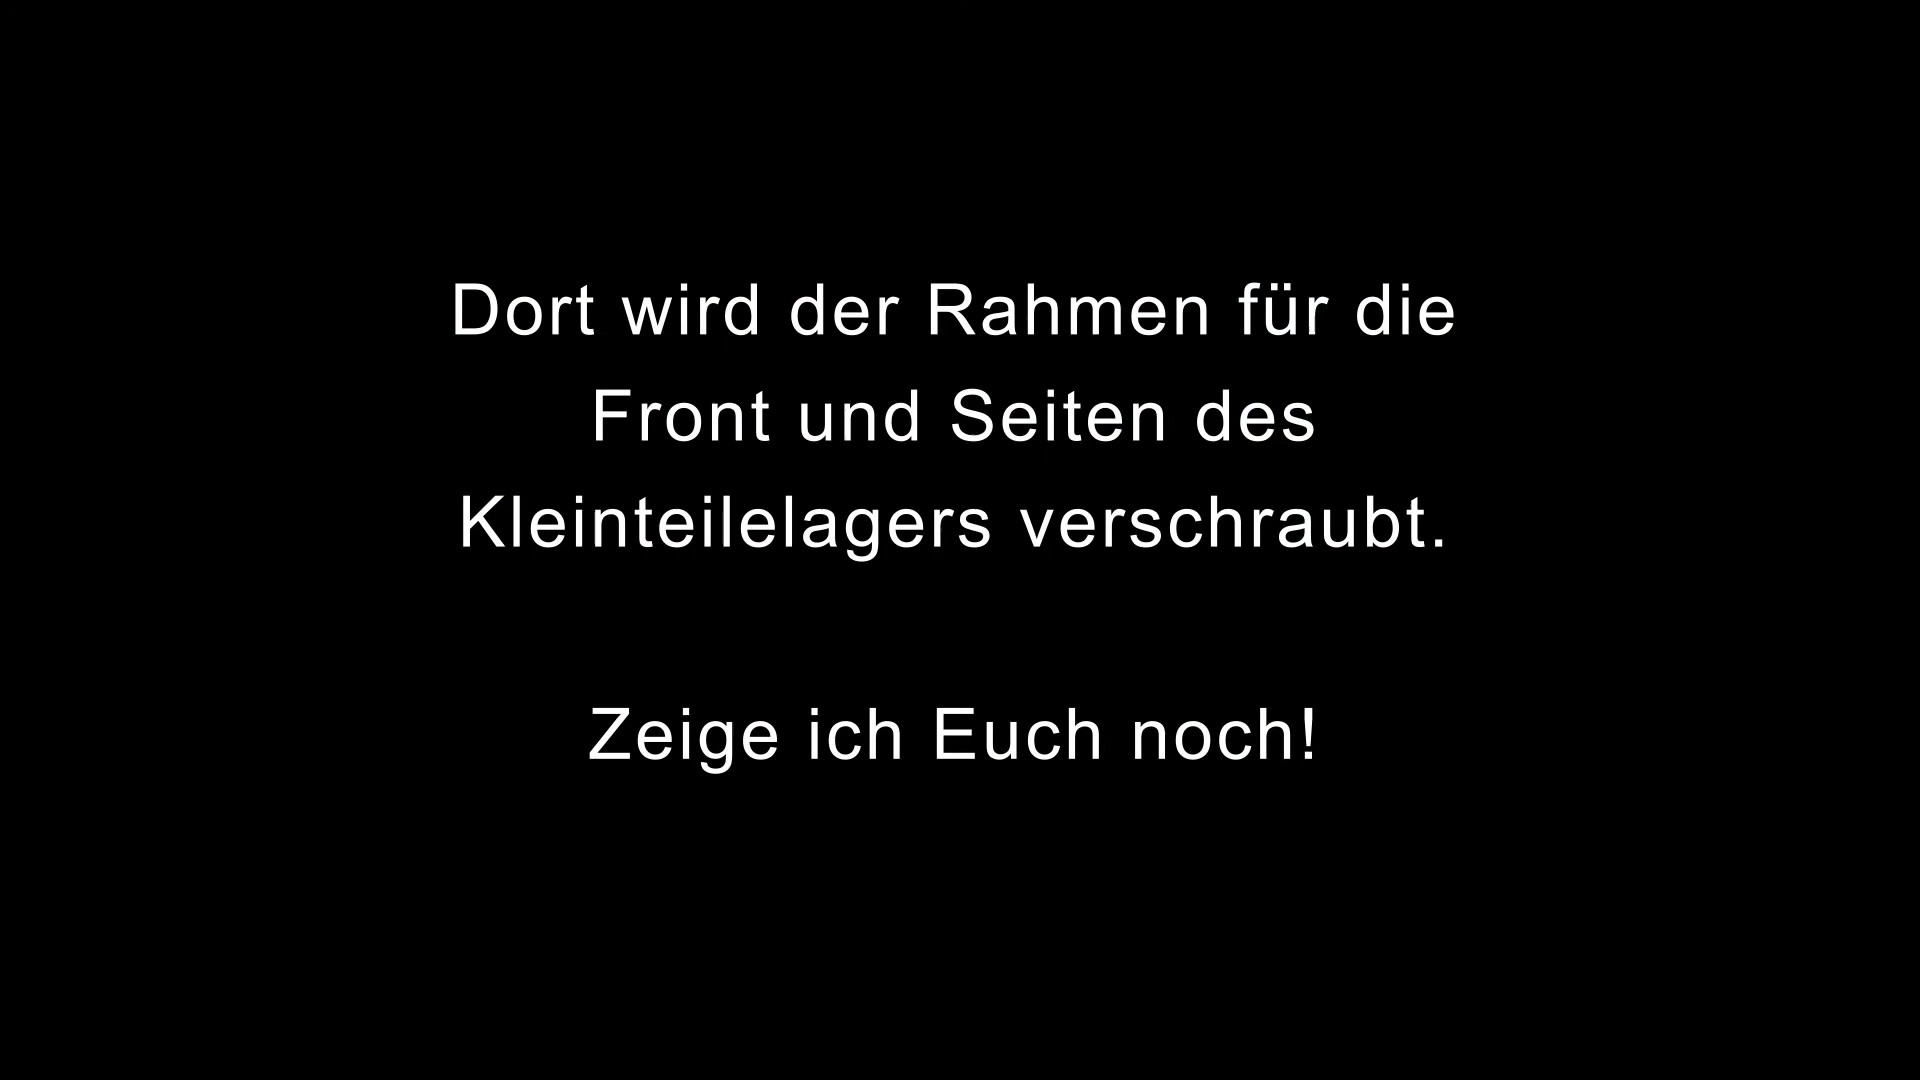 Dort wird der Rahmen für die
Front und Seiten des
Kleinteilelagers verschraubt.
Zeige ich Euch noch!